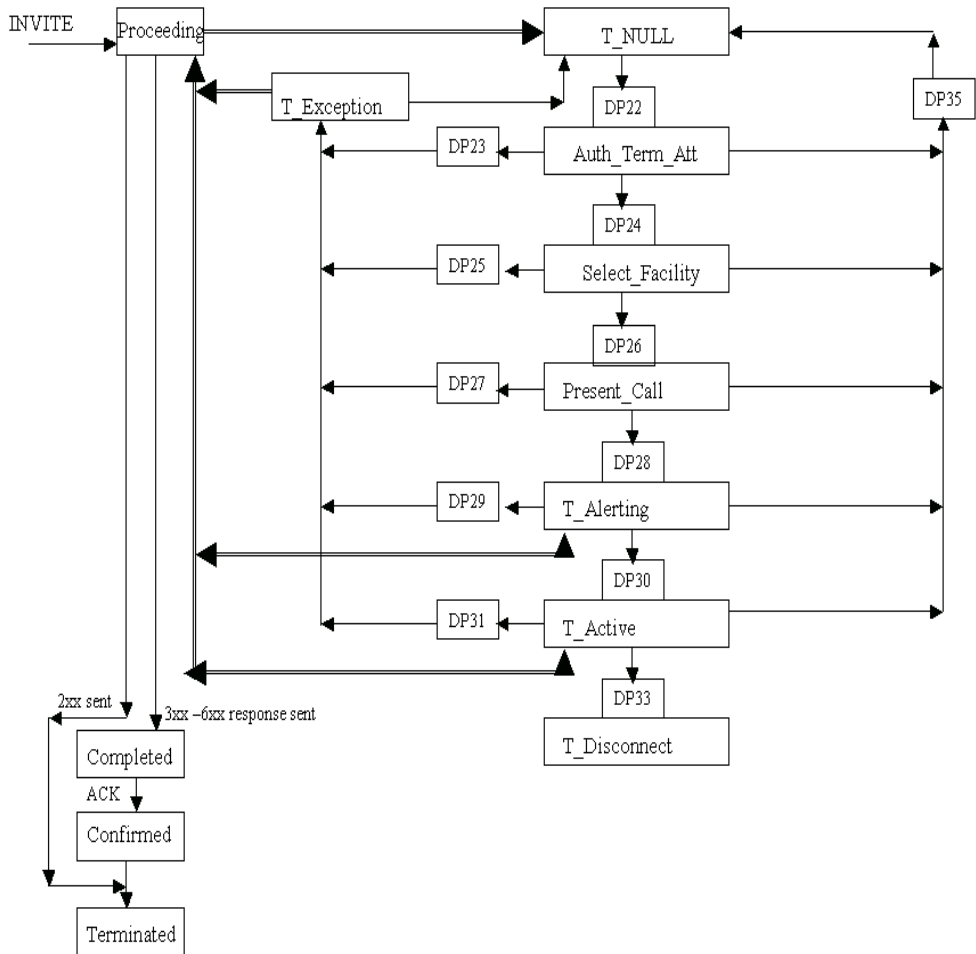 INVITE
Proceeding
T_NULL
T_Exception
DP22
DP35
DP23
Auth_Term_Att
DP24
DP25
Select_Facility
DP26
DP27
Present_Call
DP28
DP29
T_Alerting
DP30
DP31
T_Active
DP33
2xx sent
3xx –6xx response sent
T_Disconnect
Completed
ACK
Confirmed
Terminated